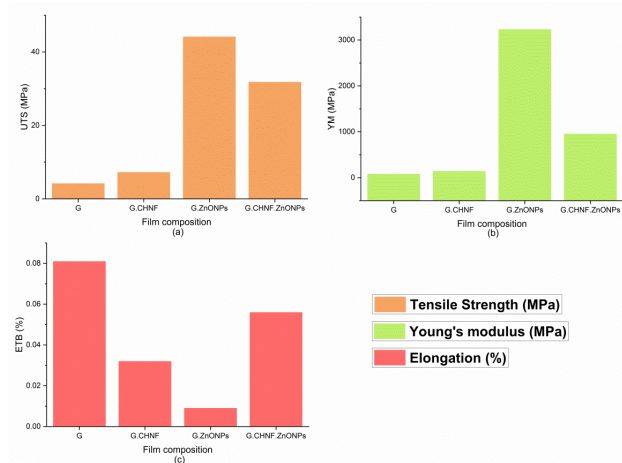 UTS (MPa)
40
20
0
G
G.CHNF
G.ZnONPs
G.CHNF.ZnONPs
Film composition
(a)
YM (MPa)
3000
2000
1000
0
G
G.CHNF
G.ZnONPs
G.CHNF.ZnONPs
Film composition
(b)
ETB (%)
0.08
0.06
0.04
0.02
0.00
G
G.CHNF
G.ZnONPs
G.CHNF.ZnONPs
Film composition
(c)
Tensile Strength (MPa)
Young's modulus (MPa)
Elongation (%)